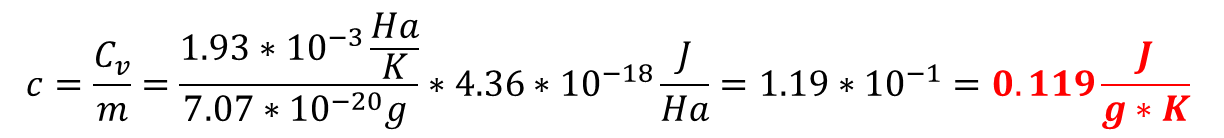 c = C_v / m = (1.93 * 10^−3 Ha/K) / (7.07 * 10^−20 g) * 4.36 * 10^−18 J/Ha = 1.19 * 10^−1 = 0.119 J/(g * K)